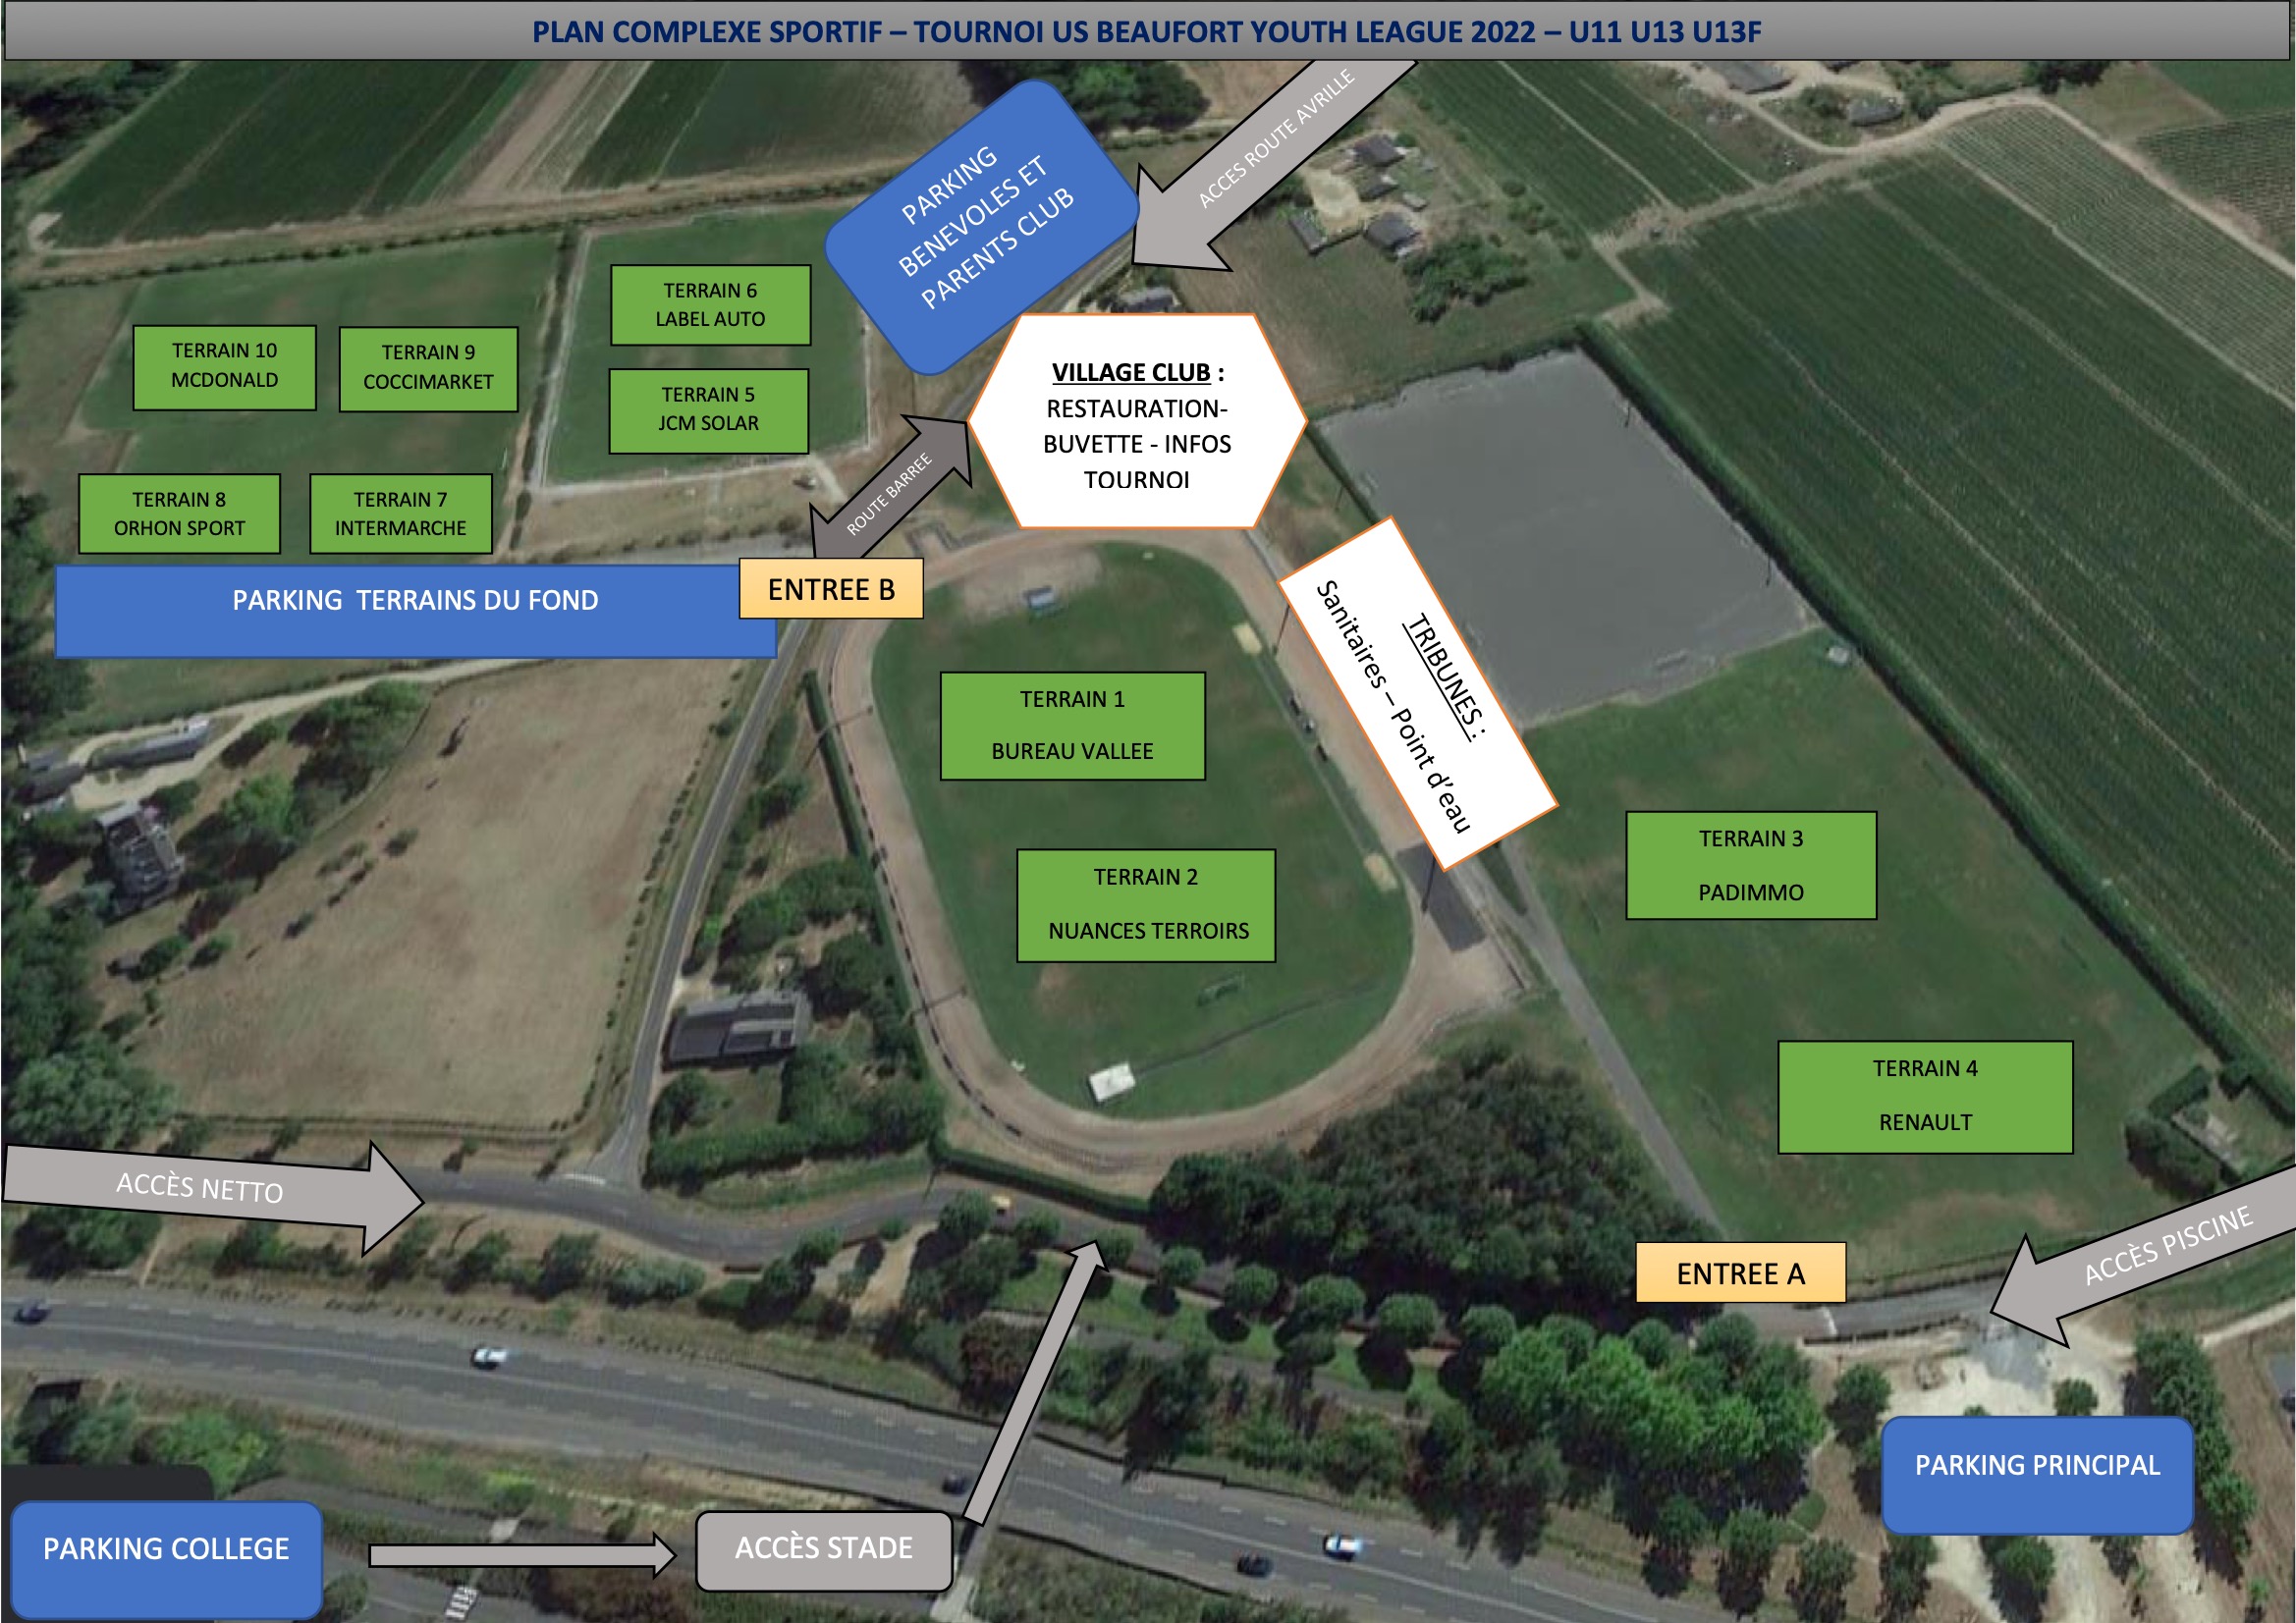 PLAN COMPLEXE SPORTIF – TOURNOI US BEAUFORT YOUTH LEAGUE 2022 – U11 U13 U13F
PARKING
BENEVOLES ET
PARENTS CLUB
ACCES ROUTE AVRILLE
TERRAIN 6
LABEL AUTO
TERRAIN 10
MCDONALD
TERRAIN 9
COCCIMARKET
TERRAIN 5
JCM SOLAR
VILLAGE CLUB :
RESTAURATION-
BUVETTE - INFOS
TOURNOI
ROUTE BARREE
TERRAIN 8
ORHON SPORT
TERRAIN 7
INTERMARCHE
PARKING  TERRAINS DU FOND
ENTREE B
TRIBUNES :
Sanitaires – Point d’eau
TERRAIN 1
BUREAU VALLEE
TERRAIN 2
NUANCES TERROIRS
TERRAIN 3
PADIMMO
TERRAIN 4
RENAULT
ACCÈS NETTO
ACCÈS PISCINE
ENTREE A
PARKING PRINCIPAL
PARKING COLLEGE
ACCÈS STADE